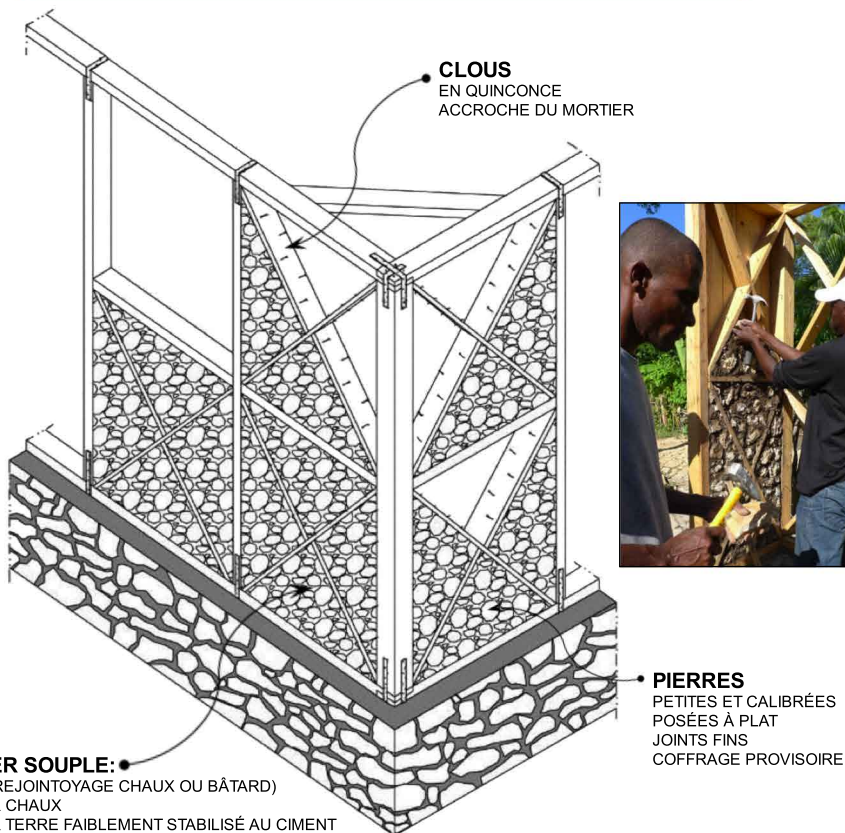 CLOUS
EN QUINCONCE
ACCROCHE DU MORTIER
PIERRES
PETITES ET CALIBRÉES
POSÉES À PLAT
JOINTS FINS
COFFRAGE PROVISOIRE
SOUPLE:
REJOINTOYAGE CHAUX OU BÂTARD)
CHAUX
TERRE FAIBLEMENT STABILISÉ AU CIMENT